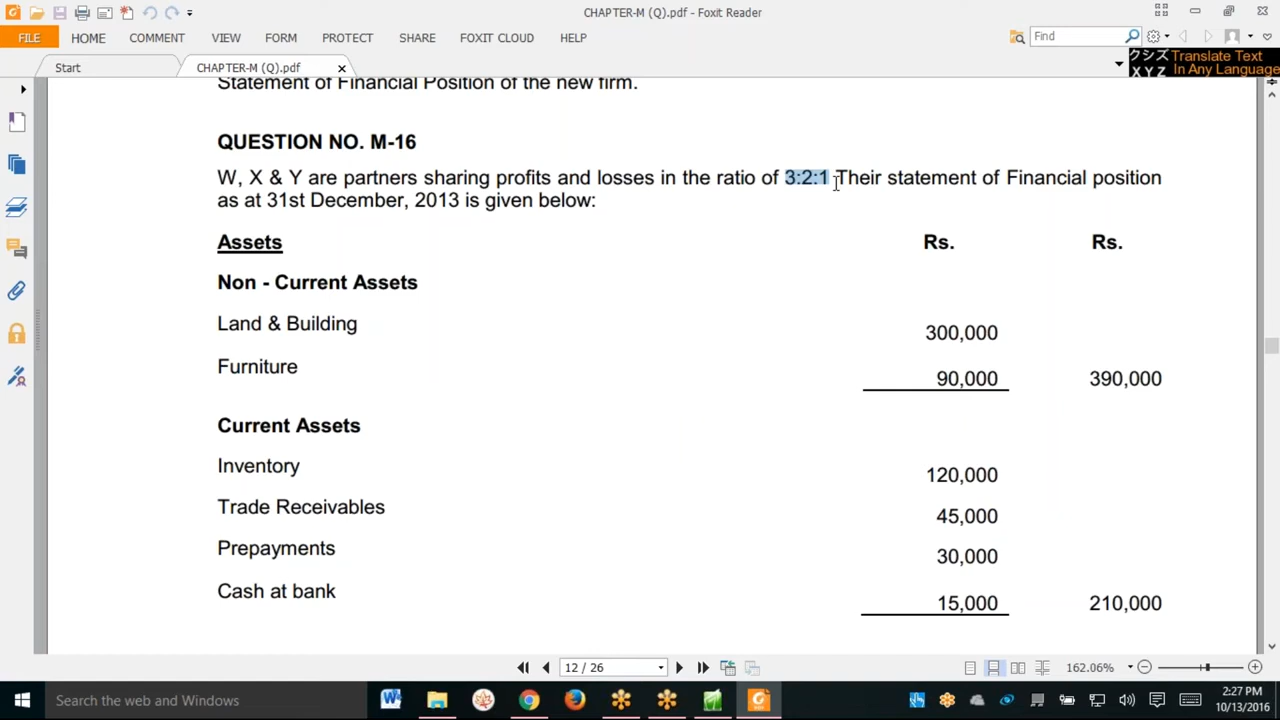 CHAPTER-M (Q).pdf - Foxit Reader
FILE HOME COMMENT VIEW FORM PROTECT SHARE FOXIT CLOUD HELP Find
Start CHAPTER-M (Q).pdf
クシズ Translate Text
XYZ In Any Language
Statement of Financial Position of the new firm.
QUESTION NO. M-16
W, X & Y are partners sharing profits and losses in the ratio of 3:2:1 Their statement of Financial position
as at 31st December, 2013 is given below:
Assets Rs. Rs.
Non - Current Assets
Land & Building 300,000
Furniture 90,000 390,000
Current Assets
Inventory 120,000
Trade Receivables 45,000
Prepayments 30,000
Cash at bank 15,000 210,000
12 / 26 162.06%
Search the web and Windows 2:27 PM
10/13/2016